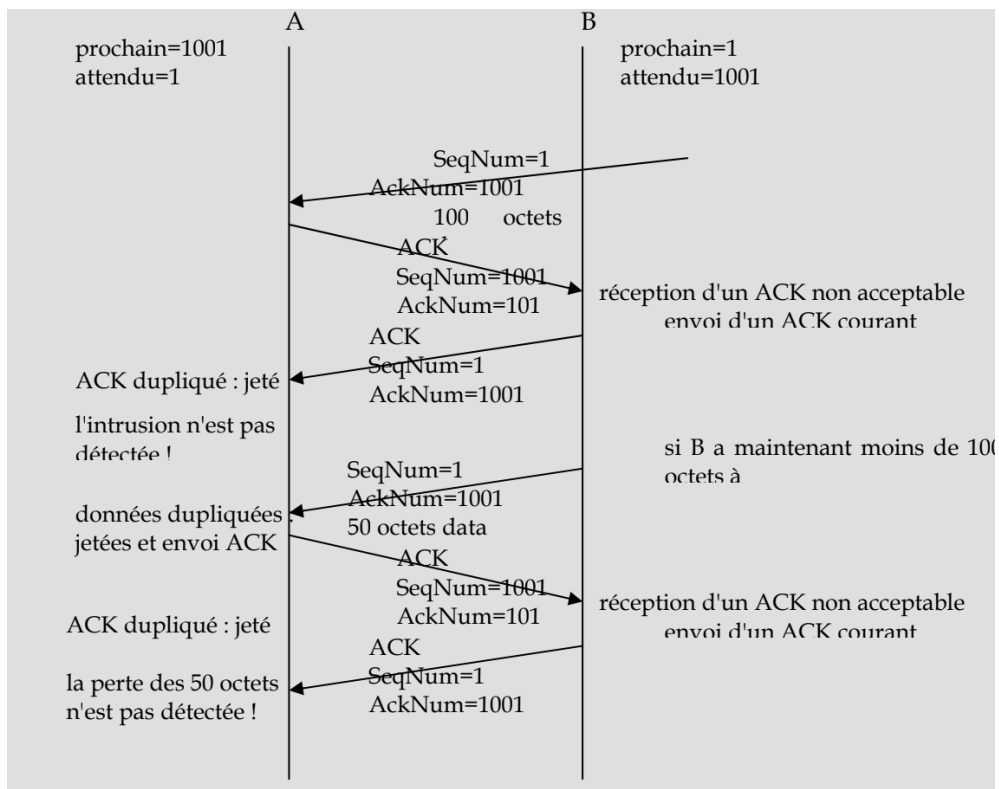 A
B
prochain=1001
attendu=1
prochain=1
attendu=1001
SeqNum=1
AckNum=1001
100 octets
ACK
SeqNum=1001
AckNum=101
réception d'un ACK non acceptable
envoi d'un ACK courant
ACK
SeqNum=1
AckNum=1001
ACK dupliqué : jeté
l'intrusion n'est pas
détectée !
si B a maintenant moins de 100
octets à
SeqNum=1
AckNum=1001
50 octets data
données dupliquées :
jetées et envoi ACK
ACK
SeqNum=1001
AckNum=101
réception d'un ACK non acceptable
envoi d'un ACK courant
ACK dupliqué : jeté
ACK
SeqNum=1
AckNum=1001
la perte des 50 octets
n'est pas détectée !